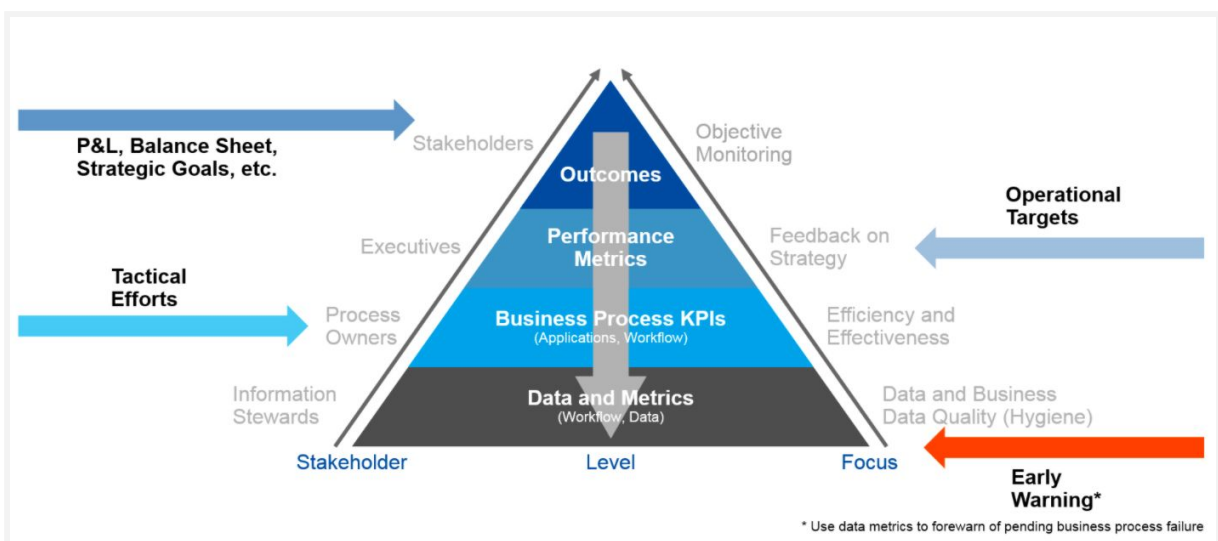 P&L, Balance Sheet,
Strategic Goals, etc.
Stakeholders
Objective
Monitoring
Outcomes
Operational
Targets
Executives
Performance
Metrics
Feedback on
Strategy
Tactical
Efforts
Process
Owners
Business Process KPIs
(Applications, Workflow)
Efficiency and
Effectiveness
Information
Stewards
Data and Metrics
(Workflow, Data)
Data and Business
Data Quality (Hygiene)
Stakeholder
Level
Focus
Early
Warning*
* Use data metrics to forewarn of pending business process failure